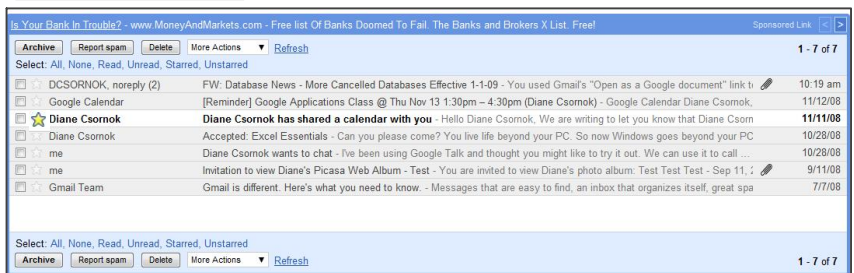 Is Your Bank In Trouble? - www.MoneyAndMarkets.com - Free list Of Banks Doomed To Fail. The Banks and Brokers X List. Free! Sponsored Link < >
Archive Report spam Delete More Actions ▼ Refresh 1 - 7 of 7
Select: All, None, Read, Unread, Starred, Unstarred
DCSORNOK, noreply (2) FW: Database News - More Cancelled Databases Effective 1-1-09 - You used Gmail's "Open as a Google document" link 10:19 am
Google Calendar [Reminder] Google Applications Class @ Thu Nov 13 1:30pm – 4:30pm (Diane Csornok) - Google Calendar Diane Csornok, 11/12/08
Diane Csornok Diane Csornok has shared a calendar with you - Hello Diane Csornok, We are writing to let you know that Diane Csorn 11/11/08
Diane Csornok Accepted: Excel Essentials - Can you please come? You live life beyond your PC. So now Windows goes beyond your PC 10/28/08
me Diane Csornok wants to chat - I've been using Google Talk and thought you might like to try it out. We can use it to call ... 10/28/08
me Invitation to view Diane's Picasa Web Album - Test - You are invited to view Diane's photo album: Test Test Test - Sep 11, 9/11/08
Gmail Team Gmail is different. Here's what you need to know. - Messages that are easy to find, an inbox that organizes itself, great spa 7/7/08
Select: All, None, Read, Unread, Starred, Unstarred
Archive Report spam Delete More Actions ▼ Refresh 1 - 7 of 7